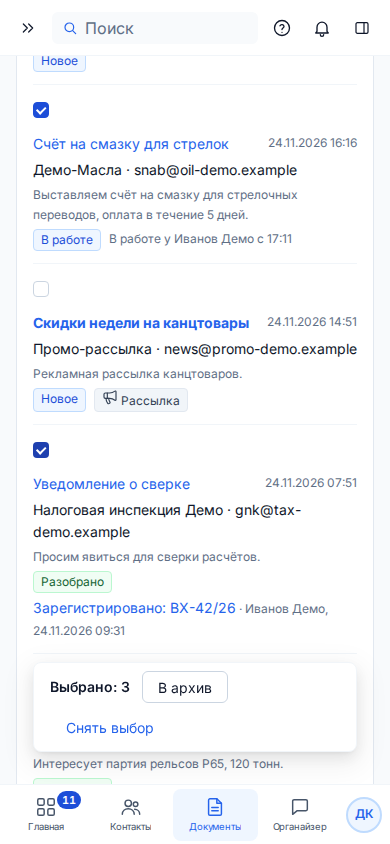 Поиск
Новое
Счёт на смазку для стрелок 24.11.2026 16:16
Демо-Масла · snab@oil-demo.example
Выставляем счёт на смазку для стрелочных
переводов, оплата в течение 5 дней.
В работе В работе у Иванов Демо с 17:11
Скидки недели на канцтовары 24.11.2026 14:51
Промо-рассылка · news@promo-demo.example
Рекламная рассылка канцтоваров.
Новое Рассылка
Уведомление о сверке 24.11.2026 07:51
Налоговая инспекция Демо · gnk@tax-
demo.example
Просим явиться для сверки расчётов.
Разобрано
Зарегистрировано: ВХ-42/26 · Иванов Демо,
24.11.2026 09:31
Выбрано: 3 В архив
Снять выбор
Интересует партия рельсов Р65, 120 тонн.
11
Главная Контакты Документы Органайзер ДК